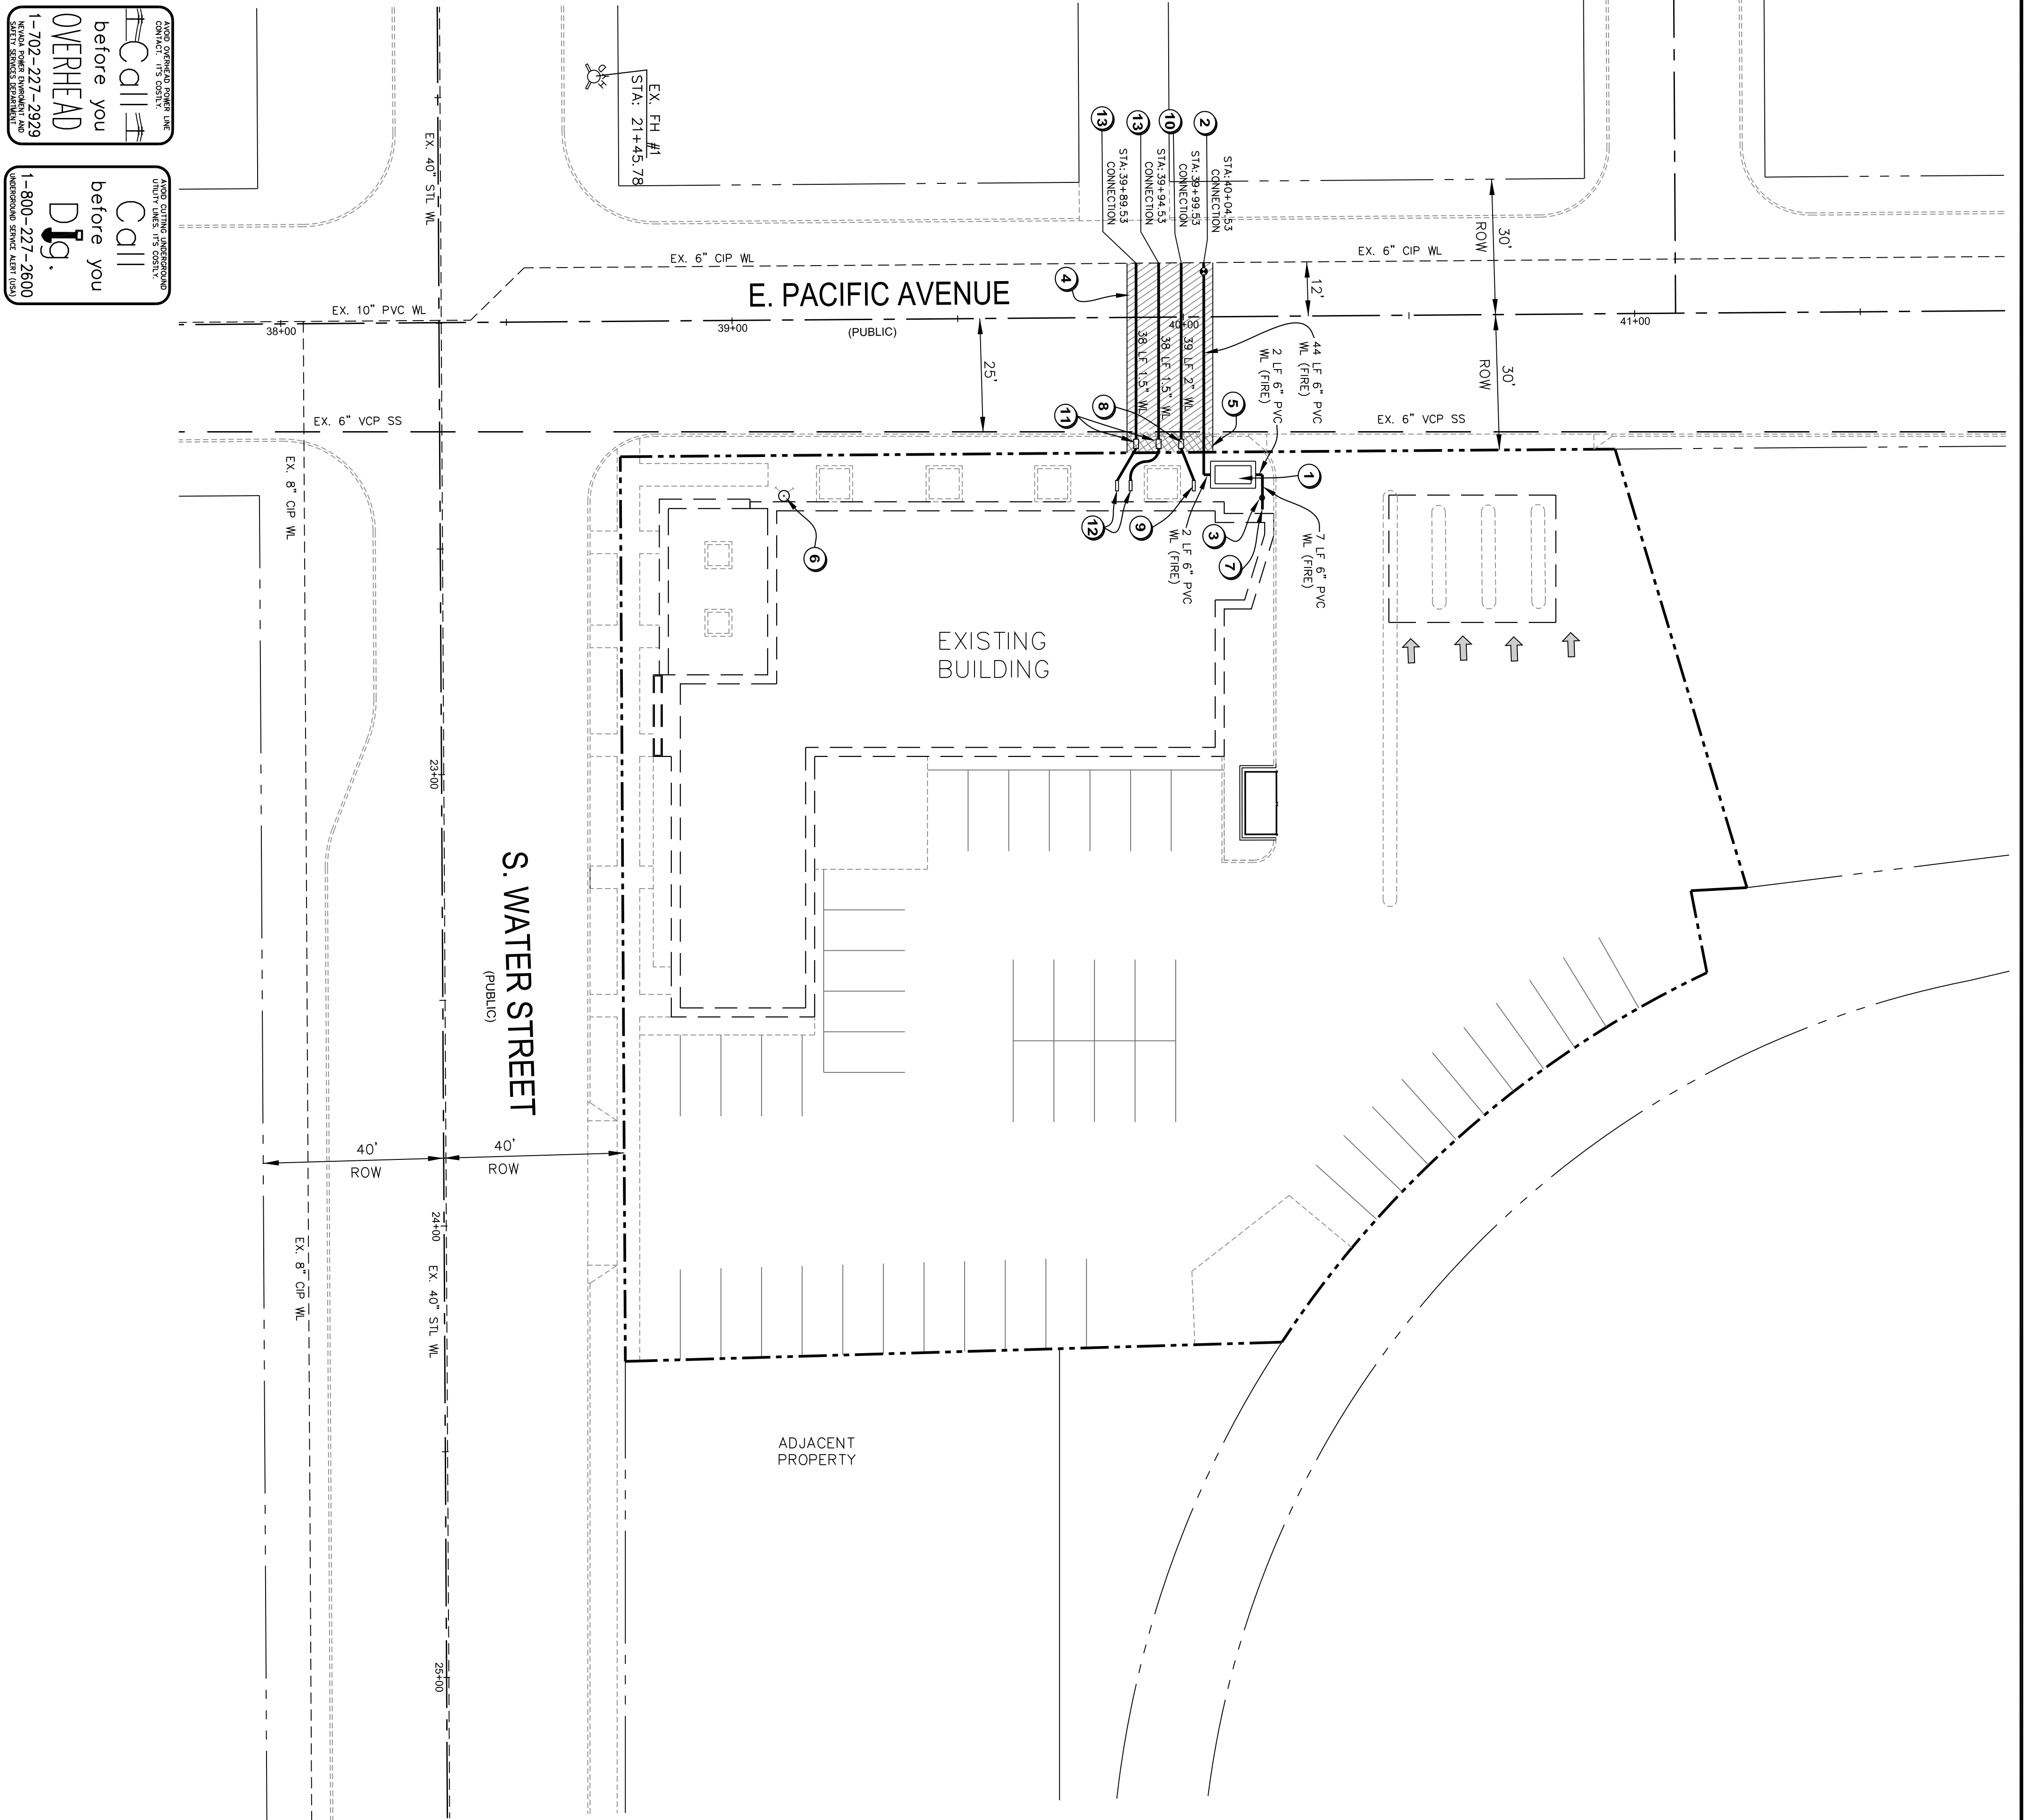 AVOID OVERHEAD POWER LINE
CONTACT. IT'S COSTLY.
Call
before you
OVERHEAD
1-702-227-2929
NEVADA POWER ENVIROMENT AND
SAFETY SERVICES DEPARTMENT
AVOID CUTTING UNDERGROUND
UTILITY LINES. IT'S COSTLY.
Call
before you
Dig.
1-800-227-2600
UNDERGROUND SERVICE ALERT (USA)
EX. FH #1
STA: 21+45.78
EX. 40" STL WL
13
13
10
2
STA:39+89.53
CONNECTION
STA:39+94.53
CONNECTION
STA:39+99.53
CONNECTION
STA:40+04.53
CONNECTION
30'
ROW
EX. 6" CIP WL
EX. 6" CIP WL
4
12'
E. PACIFIC AVENUE
(PUBLIC)
EX. 10" PVC WL
38+00
39+00
40+00
41+00
25'
38 LF 1.5" WL
38 LF 1.5" WL
39 LF 2" WL
44 LF 6" PVC
WL (FIRE)
2 LF 6" PVC
WL (FIRE)
30'
ROW
EX. 6" VCP SS
EX. 6" VCP SS
11
8
5
1
6
12
9
3
7
2 LF 6" PVC
WL (FIRE)
7 LF 6" PVC
WL (FIRE)
EX. 8" CIP WL
EXISTING
BUILDING
23+00
S. WATER STREET
(PUBLIC)
40'
ROW
40'
ROW
24+00
EX. 8" CIP WL
EX. 40" STL WL
ADJACENT
PROPERTY
25+00